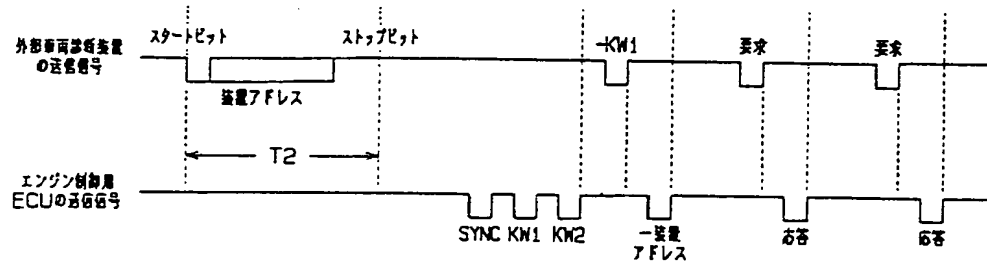 スタートビット
ストップビット
外部車両診断装置
の送信信号
装置アドレス
-KW1
要求
要求
T2
エンジン制御用
ECUの送信信号
SYNC KW1 KW2
-装置
アドレス
応答
応答